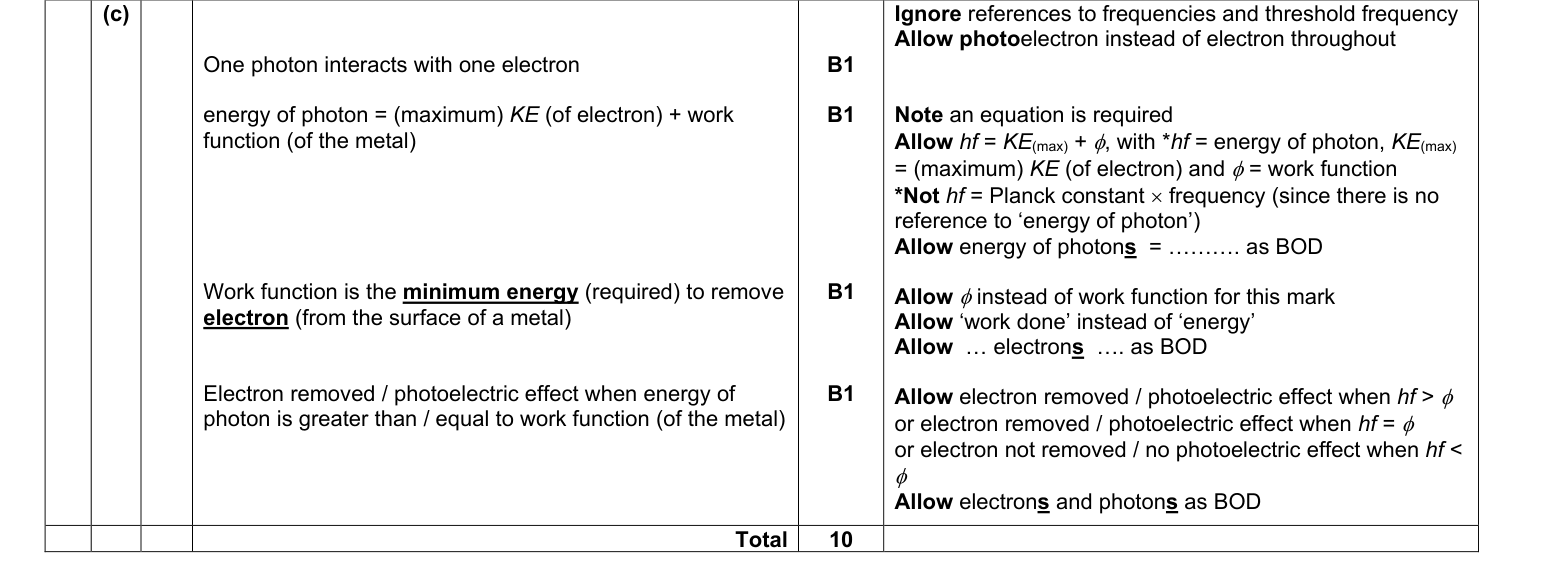 (c)
Ignore references to frequencies and threshold frequency
Allow photoelectron instead of electron throughout
One photon interacts with one electron
B1
energy of photon = (maximum) KE (of electron) + work
function (of the metal)
B1
Note an equation is required
Allow hf = KE(max) + ϕ, with *hf = energy of photon, KE(max)
= (maximum) KE (of electron) and ϕ = work function
*Not hf = Planck constant × frequency (since there is no
reference to ‘energy of photon’)
Allow energy of photons = ………. as BOD
Work function is the minimum energy (required) to remove
electron (from the surface of a metal)
B1
Allow ϕ instead of work function for this mark
Allow ‘work done’ instead of ‘energy’
Allow … electrons …. as BOD
Electron removed / photoelectric effect when energy of
photon is greater than / equal to work function (of the metal)
B1
Allow electron removed / photoelectric effect when hf > ϕ
or electron removed / photoelectric effect when hf = ϕ
or electron not removed / no photoelectric effect when hf <
ϕ
Allow electrons and photons as BOD
Total
10